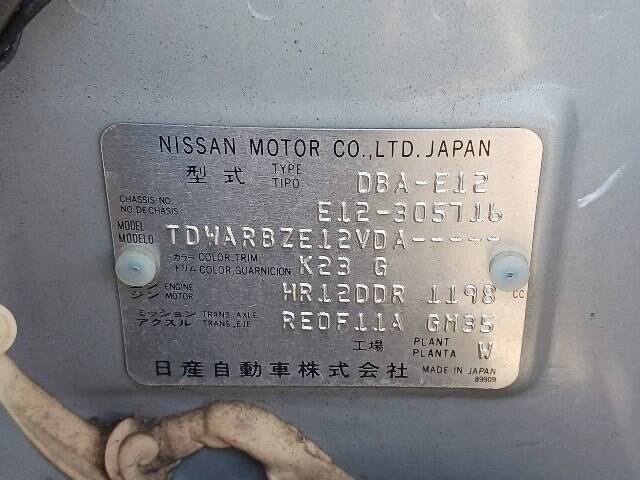 NISSAN MOTOR CO.,LTD. JAPAN
型式 TYPE TIPO DBA-E12
CHASSIS NO. NO.DE CHASIS E12-305716
MODEL MODELO TDYARBZE12VDA-----
カラー COLOR,TRIM トリム COLOR,GUARNICION K23 G
ENGINE ジン MOTOR HR12DDR 1198 CC
ミッション TRANS.,AXLE アクスル TRANS.,EJE RE0F11A GH35
工場 PLANT PLANTA W
日産自動車株式会社 MADE IN JAPAN
89909